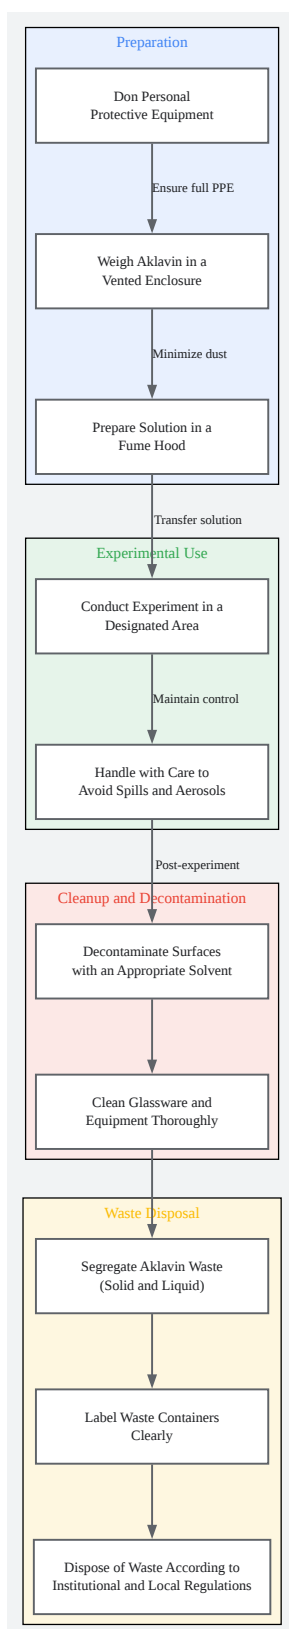 Preparation
Don Personal
Protective Equipment
Ensure full PPE
Weigh Aklavin in a
Vented Enclosure
Minimize dust
Prepare Solution in a
Fume Hood
Transfer solution
Experimental Use
Conduct Experiment in a
Designated Area
Maintain control
Handle with Care to
Avoid Spills and Aerosols
Post-experiment
Cleanup and Decontamination
Decontaminate Surfaces
with an Appropriate Solvent
Clean Glassware and
Equipment Thoroughly
Waste Disposal
Segregate Aklavin Waste
(Solid and Liquid)
Label Waste Containers
Clearly
Dispose of Waste According to
Institutional and Local Regulations